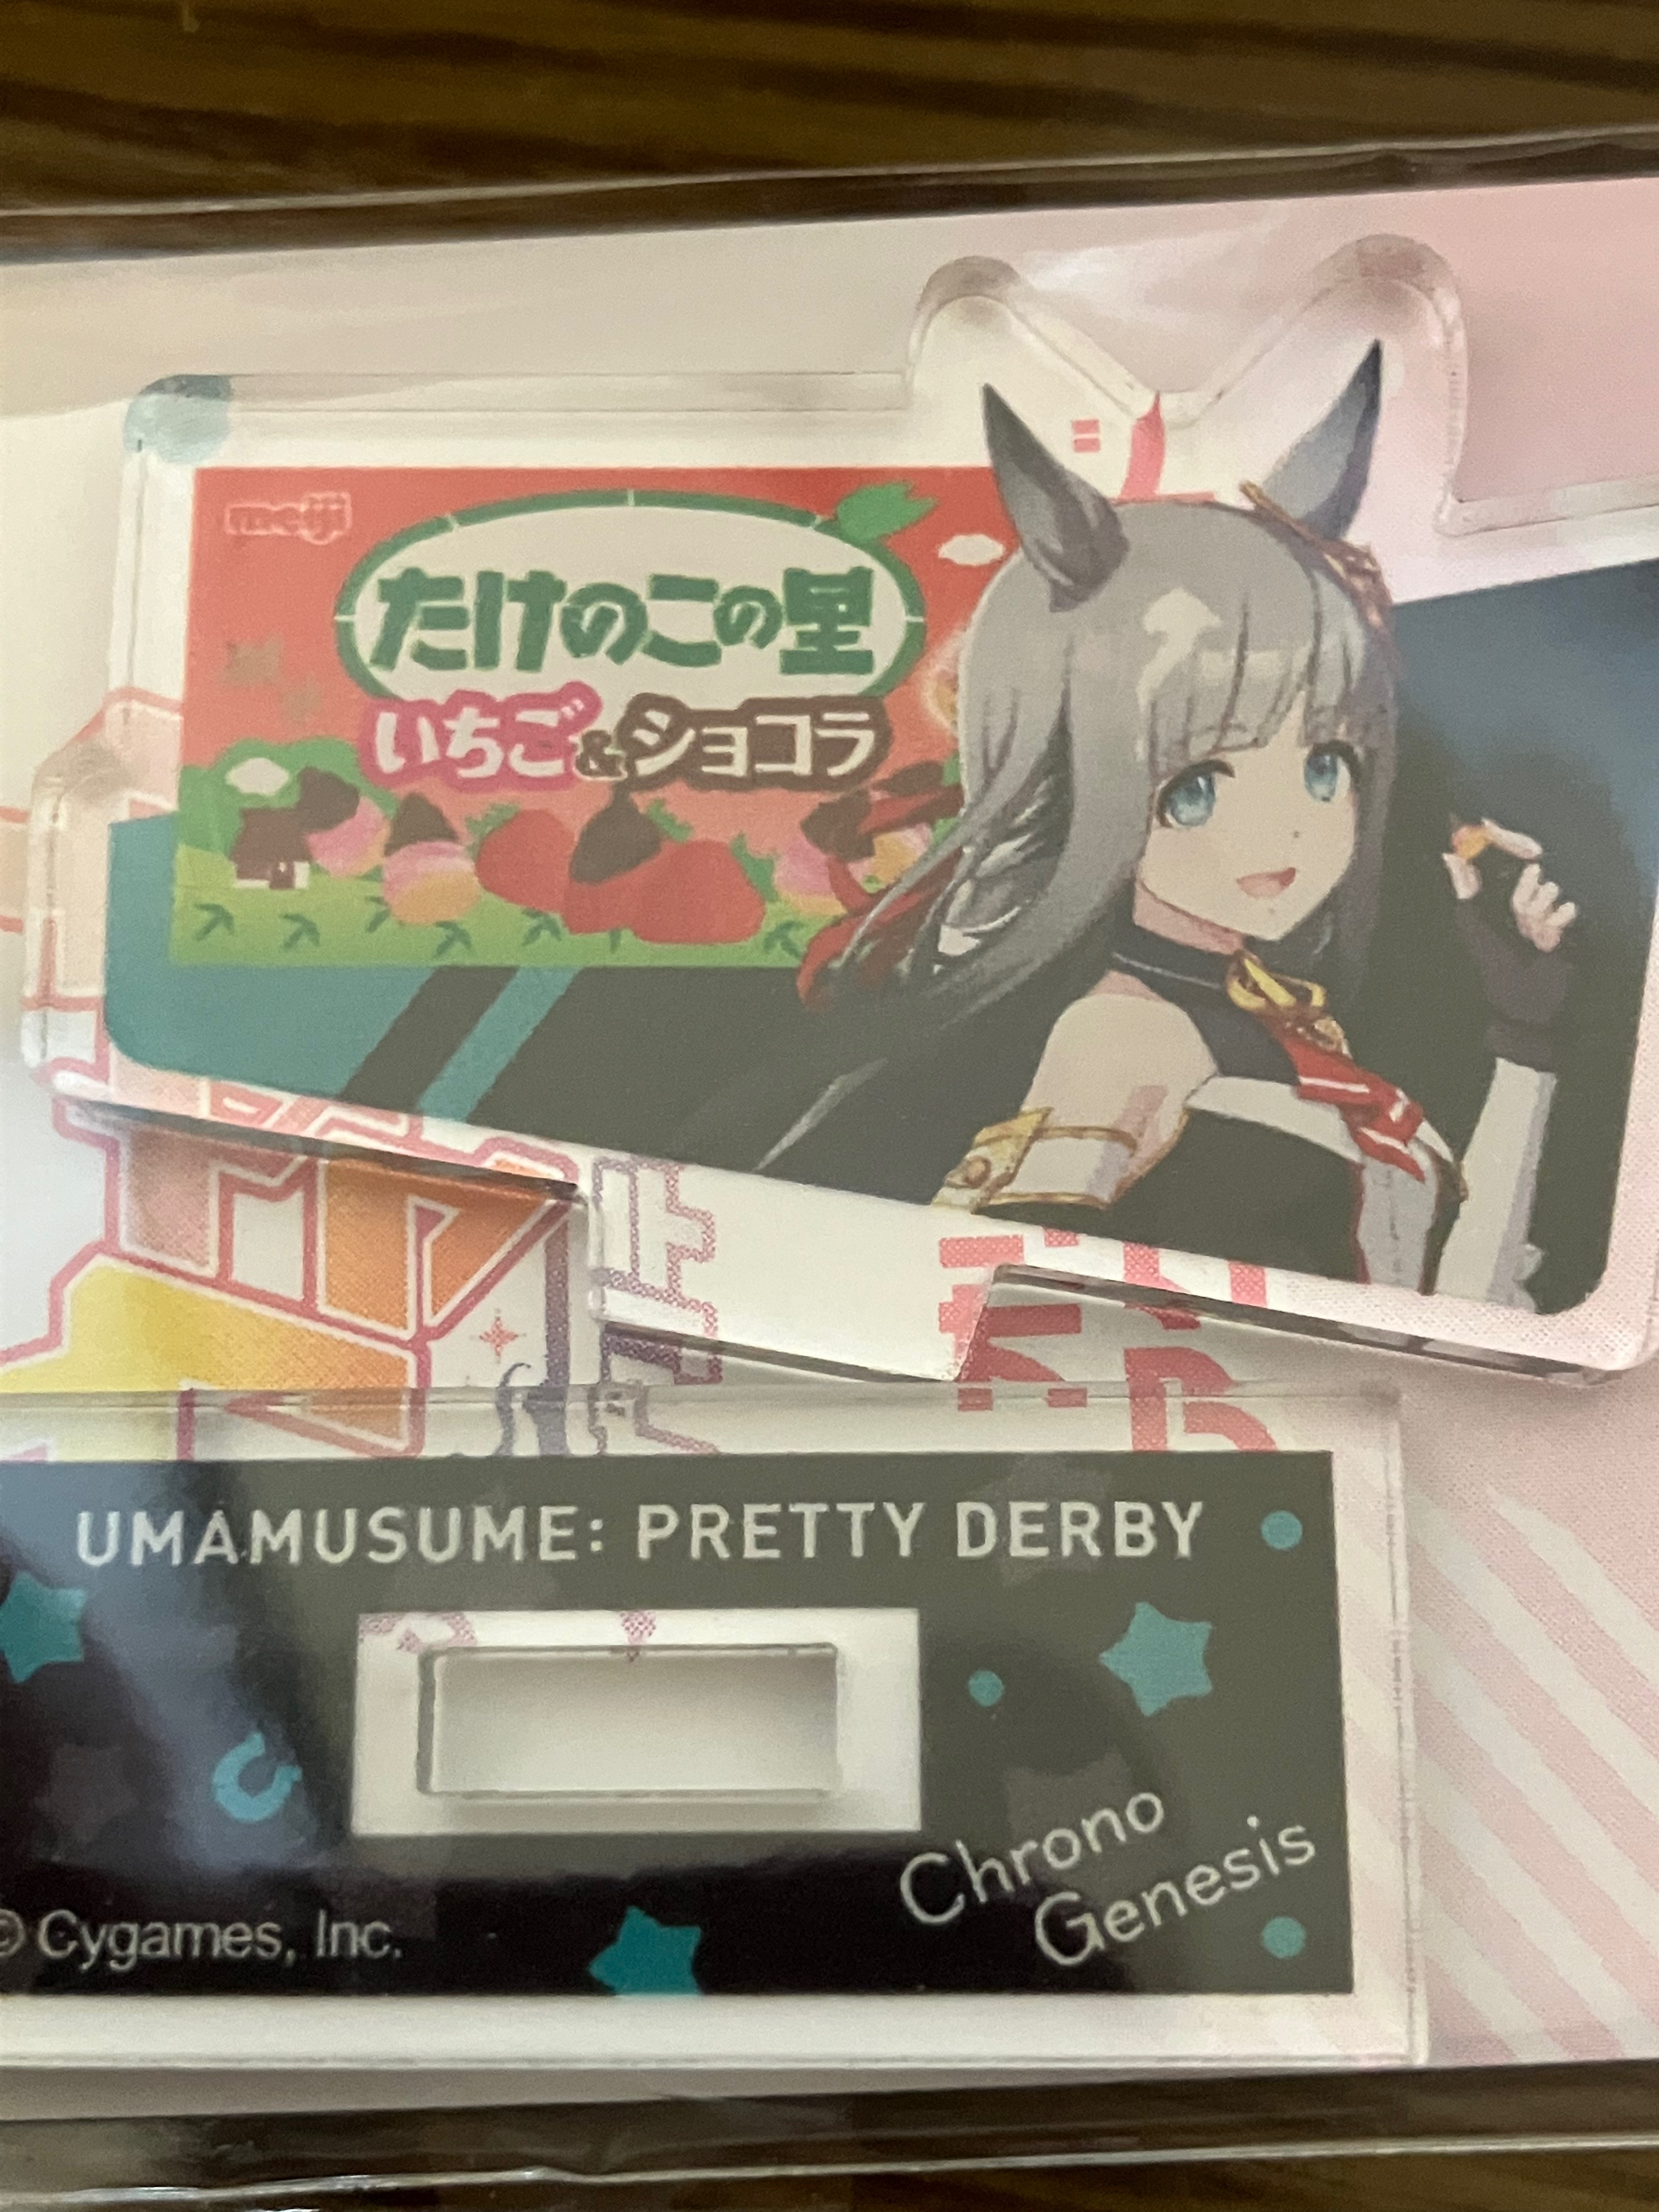 meiji
たけのこの里
いちご&ショコラ
UMAMUSUME: PRETTY DERBY
Chrono
Genesis
© Cygames, Inc.